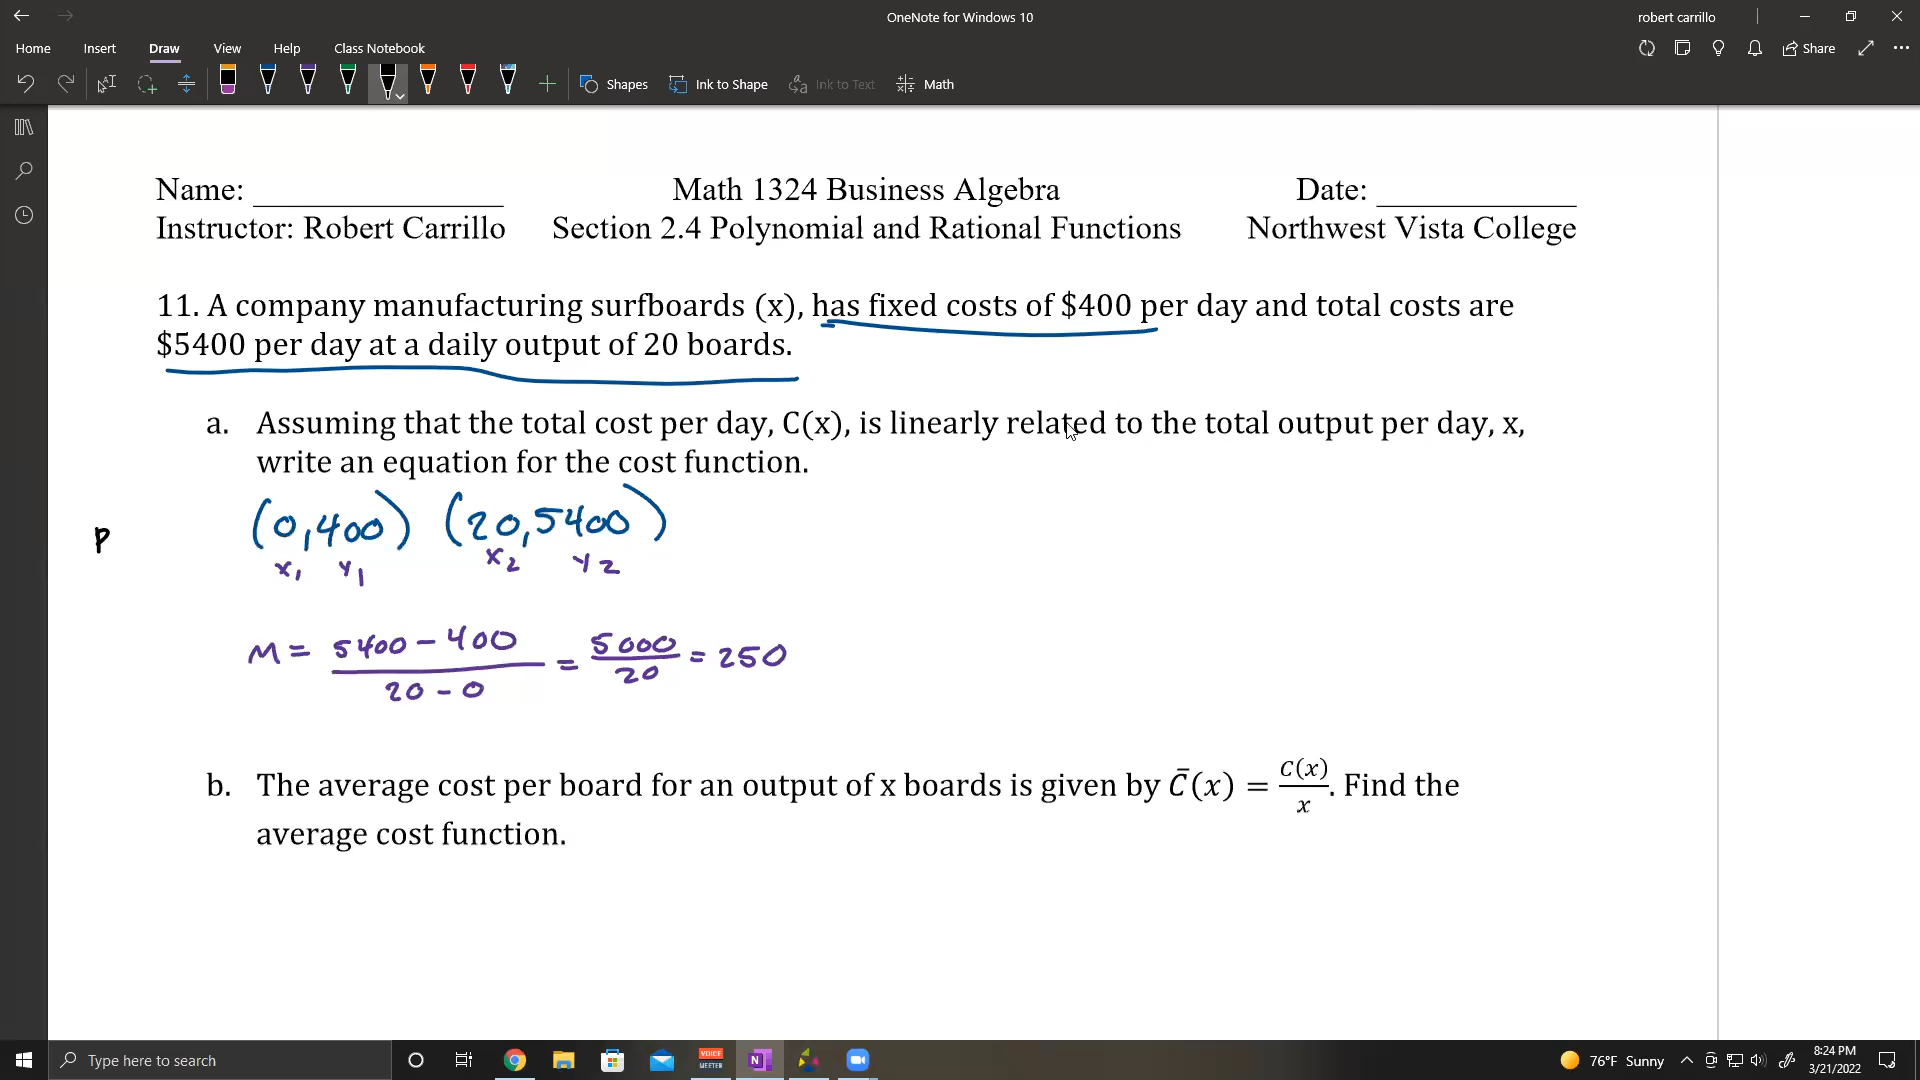 OneNote for Windows 10
robert carrillo
Home Insert Draw View Help Class Notebook
Share
Shapes Ink to Shape Ink to Text Math
Name: _______________ Math 1324 Business Algebra Date: ____________
Instructor: Robert Carrillo Section 2.4 Polynomial and Rational Functions Northwest Vista College
11. A company manufacturing surfboards (x), has fixed costs of $400 per day and total costs are
$5400 per day at a daily output of 20 boards.
a. Assuming that the total cost per day, C(x), is linearly related to the total output per day, x,
write an equation for the cost function.
P (0,400) (20,5400)
x₁ y₁ x₂ y₂
M = (5400 - 400)/(20 - 0) = 5000/20 = 250
b. The average cost per board for an output of x boards is given by C̄(x) = C(x)/x. Find the
average cost function.
Type here to search
VOICE
MEETER
N
76°F Sunny
8:24 PM
3/21/2022